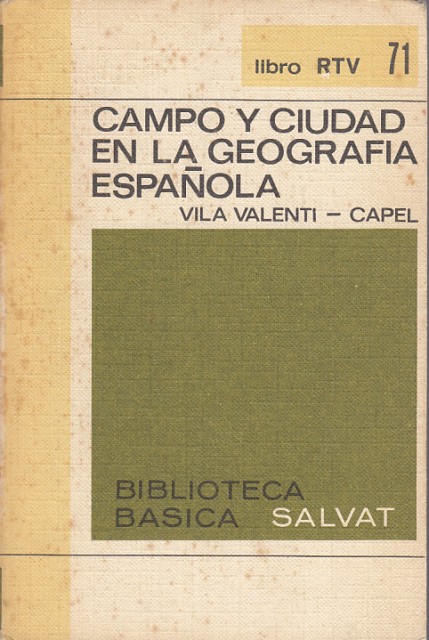 libro RTV 71
CAMPO Y CIUDAD
EN LA GEOGRAFIA
ESPAÑOLA
VILA VALENTI - CAPEL
BIBLIOTECA
BASICA SALVAT